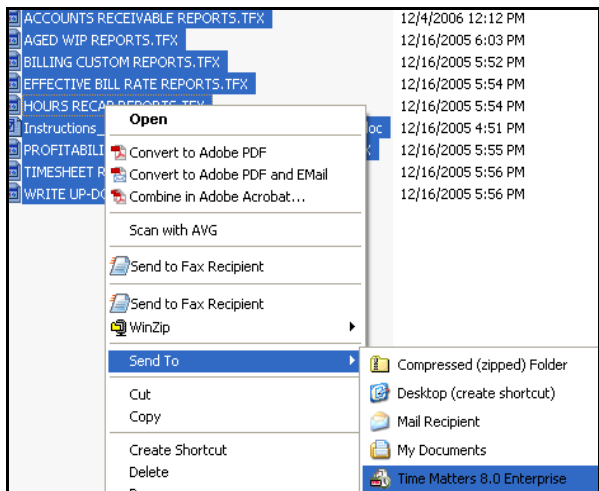 ACCOUNTS RECEIVABLE REPORTS.TFX 12/4/2006 12:12 PM
AGED WIP REPORTS.TFX 12/16/2005 6:03 PM
BILLING CUSTOM REPORTS.TFX 12/16/2005 5:52 PM
EFFECTIVE BILL RATE REPORTS.TFX 12/16/2005 5:54 PM
HOURS RECAP REPORTS.TFX 12/16/2005 5:54 PM
Instructions_ oc 12/16/2005 4:51 PM
PROFITABILI X 12/16/2005 5:55 PM
TIMESHEET R 12/16/2005 5:56 PM
WRITE UP-DO 12/16/2005 5:56 PM
Open
Convert to Adobe PDF
Convert to Adobe PDF and EMail
Combine in Adobe Acrobat...
Scan with AVG
Send to Fax Recipient
Send to Fax Recipient
WinZip
Send To
Cut
Copy
Create Shortcut
Delete
Compressed (zipped) Folder
Desktop (create shortcut)
Mail Recipient
My Documents
Time Matters 8.0 Enterprise